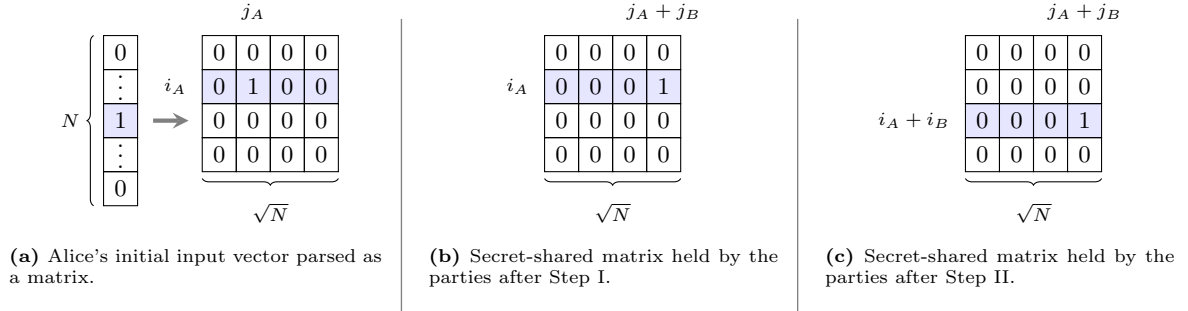 j_A
N
0
⋮
1
⋮
0
i_A
0 0 0 0
0 1 0 0
0 0 0 0
0 0 0 0
√N
(a) Alice's initial input vector parsed as
a matrix.
j_A + j_B
i_A
0 0 0 0
0 0 0 1
0 0 0 0
0 0 0 0
√N
(b) Secret-shared matrix held by the
parties after Step I.
j_A + j_B
i_A + i_B
0 0 0 0
0 0 0 0
0 0 0 1
0 0 0 0
√N
(c) Secret-shared matrix held by the
parties after Step II.